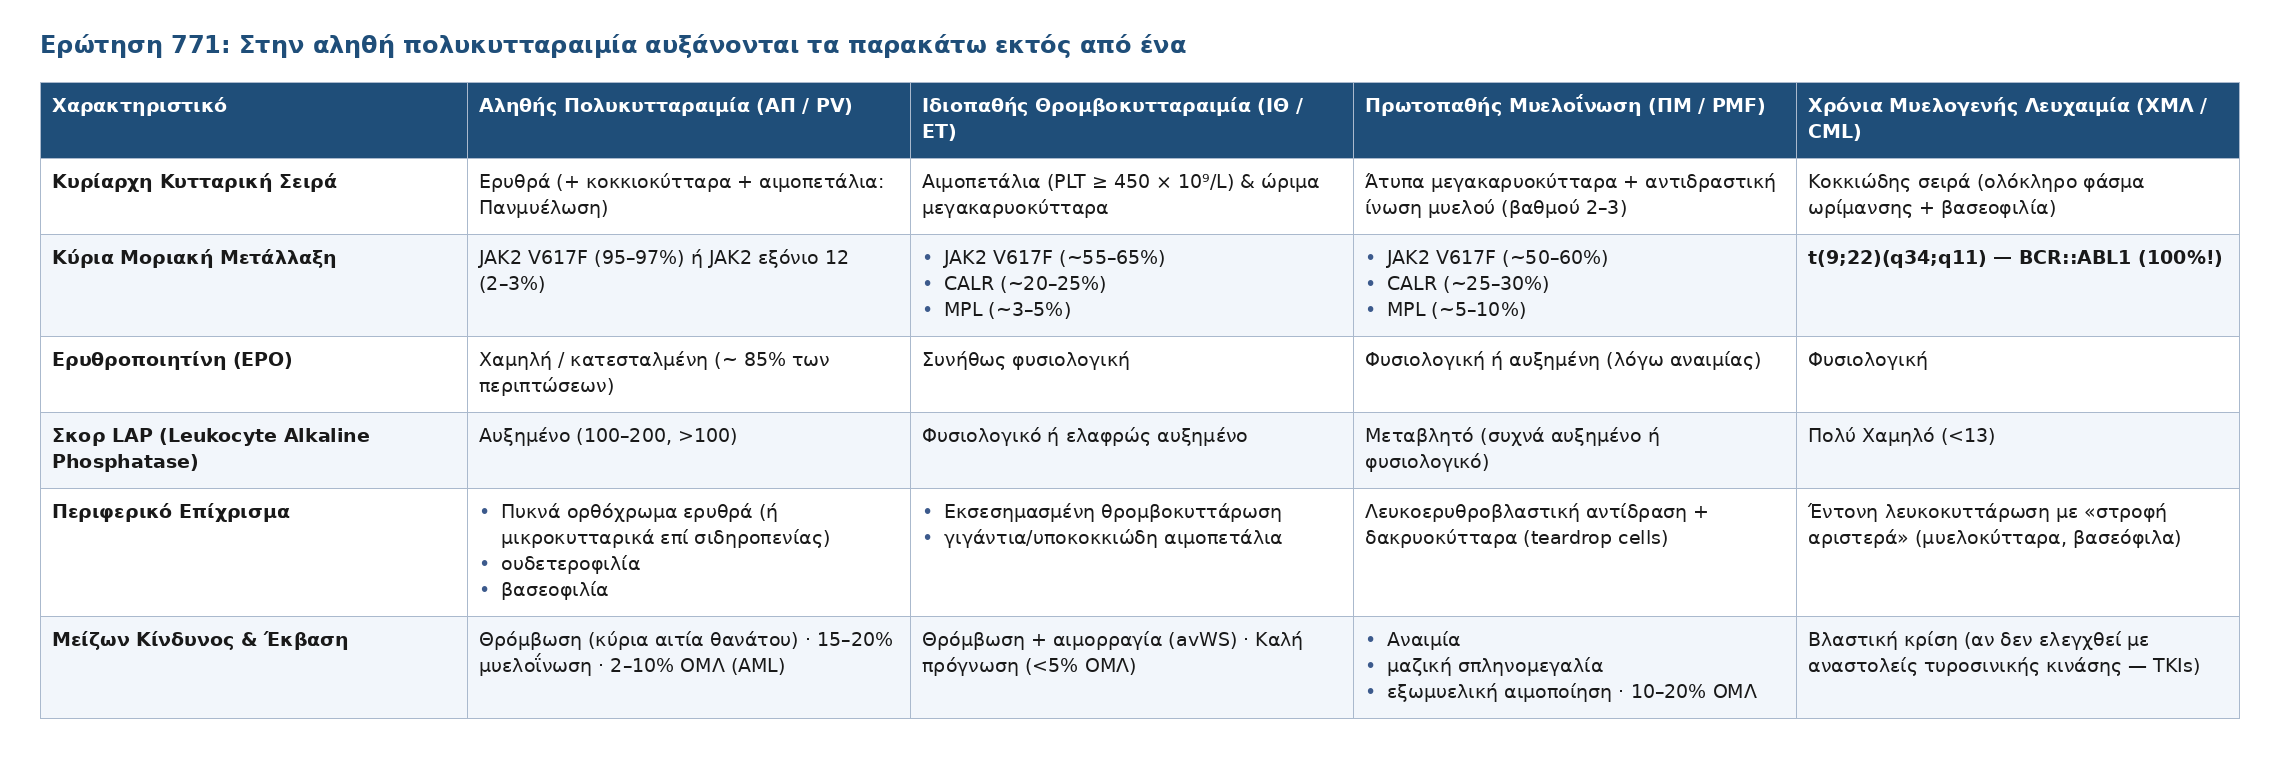 Ερώτηση 771: Στην αληθή πολυκυτταραιμία αυξάνονται τα παρακάτω εκτός από ένα
Χαρακτηριστικό
Αληθής Πολυκυτταραιμία (ΑΠ / PV)
Ιδιοπαθής Θρομβοκυτταραιμία (ΙΘ /
ET)
Πρωτοπαθής Μυελοΐνωση (ΠΜ / PMF)
Χρόνια Μυελογενής Λευχαιμία (ΧΜΛ /
CML)
Κυρίαρχη Κυτταρική Σειρά
Ερυθρά (+ κοκκιοκύτταρα + αιμοπετάλια:
Πανμυέλωση)
Αιμοπετάλια (PLT ≥ 450 × 10⁹/L) & ώριμα
μεγακαρυοκύτταρα
Άτυπα μεγακαρυοκύτταρα + αντιδραστική
ίνωση μυελού (βαθμού 2–3)
Κοκκιώδης σειρά (ολόκληρο φάσμα
ωρίμανσης + βασεοφιλία)
Κύρια Μοριακή Μετάλλαξη
JAK2 V617F (95–97%) ή JAK2 εξόνιο 12
(2–3%)
• JAK2 V617F (~55–65%)
• CALR (~20–25%)
• MPL (~3–5%)
• JAK2 V617F (~50–60%)
• CALR (~25–30%)
• MPL (~5–10%)
t(9;22)(q34;q11) — BCR::ABL1 (100%!)
Ερυθροποιητίνη (EPO)
Χαμηλή / κατεσταλμένη (~ 85% των
περιπτώσεων)
Συνήθως φυσιολογική
Φυσιολογική ή αυξημένη (λόγω αναιμίας)
Φυσιολογική
Σκορ LAP (Leukocyte Alkaline
Phosphatase)
Αυξημένο (100–200, >100)
Φυσιολογικό ή ελαφρώς αυξημένο
Μεταβλητό (συχνά αυξημένο ή
φυσιολογικό)
Πολύ Χαμηλό (<13)
Περιφερικό Επίχρισμα
• Πυκνά ορθόχρωμα ερυθρά (ή
μικροκυτταρικά επί σιδηροπενίας)
• ουδετεροφιλία
• βασεοφιλία
• Εκσεσημασμένη θρομβοκυττάρωση
• γιγάντια/υποκοκκιώδη αιμοπετάλια
Λευκοερυθροβλαστική αντίδραση +
δακρυοκύτταρα (teardrop cells)
Έντονη λευκοκυττάρωση με «στροφή
αριστερά» (μυελοκύτταρα, βασεόφιλα)
Μείζων Κίνδυνος & Έκβαση
Θρόμβωση (κύρια αιτία θανάτου) · 15–20%
μυελοΐνωση · 2–10% ΟΜΛ (AML)
Θρόμβωση + αιμορραγία (avWS) · Καλή
πρόγνωση (<5% ΟΜΛ)
• Αναιμία
• μαζική σπληνομεγαλία
• εξωμυελική αιμοποίηση · 10–20% ΟΜΛ
Βλαστική κρίση (αν δεν ελεγχθεί με
αναστολείς τυροσινικής κινάσης — TKIs)